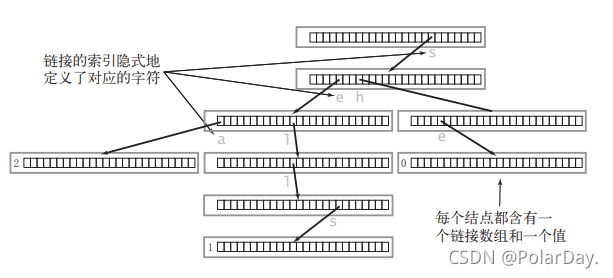 链接的索引隐式地
定义了对应的字符
s
e h
a l e
2 0
l
s
1
每个结点都含有一
个链接数组和一个值
CSDN @PolarDay.